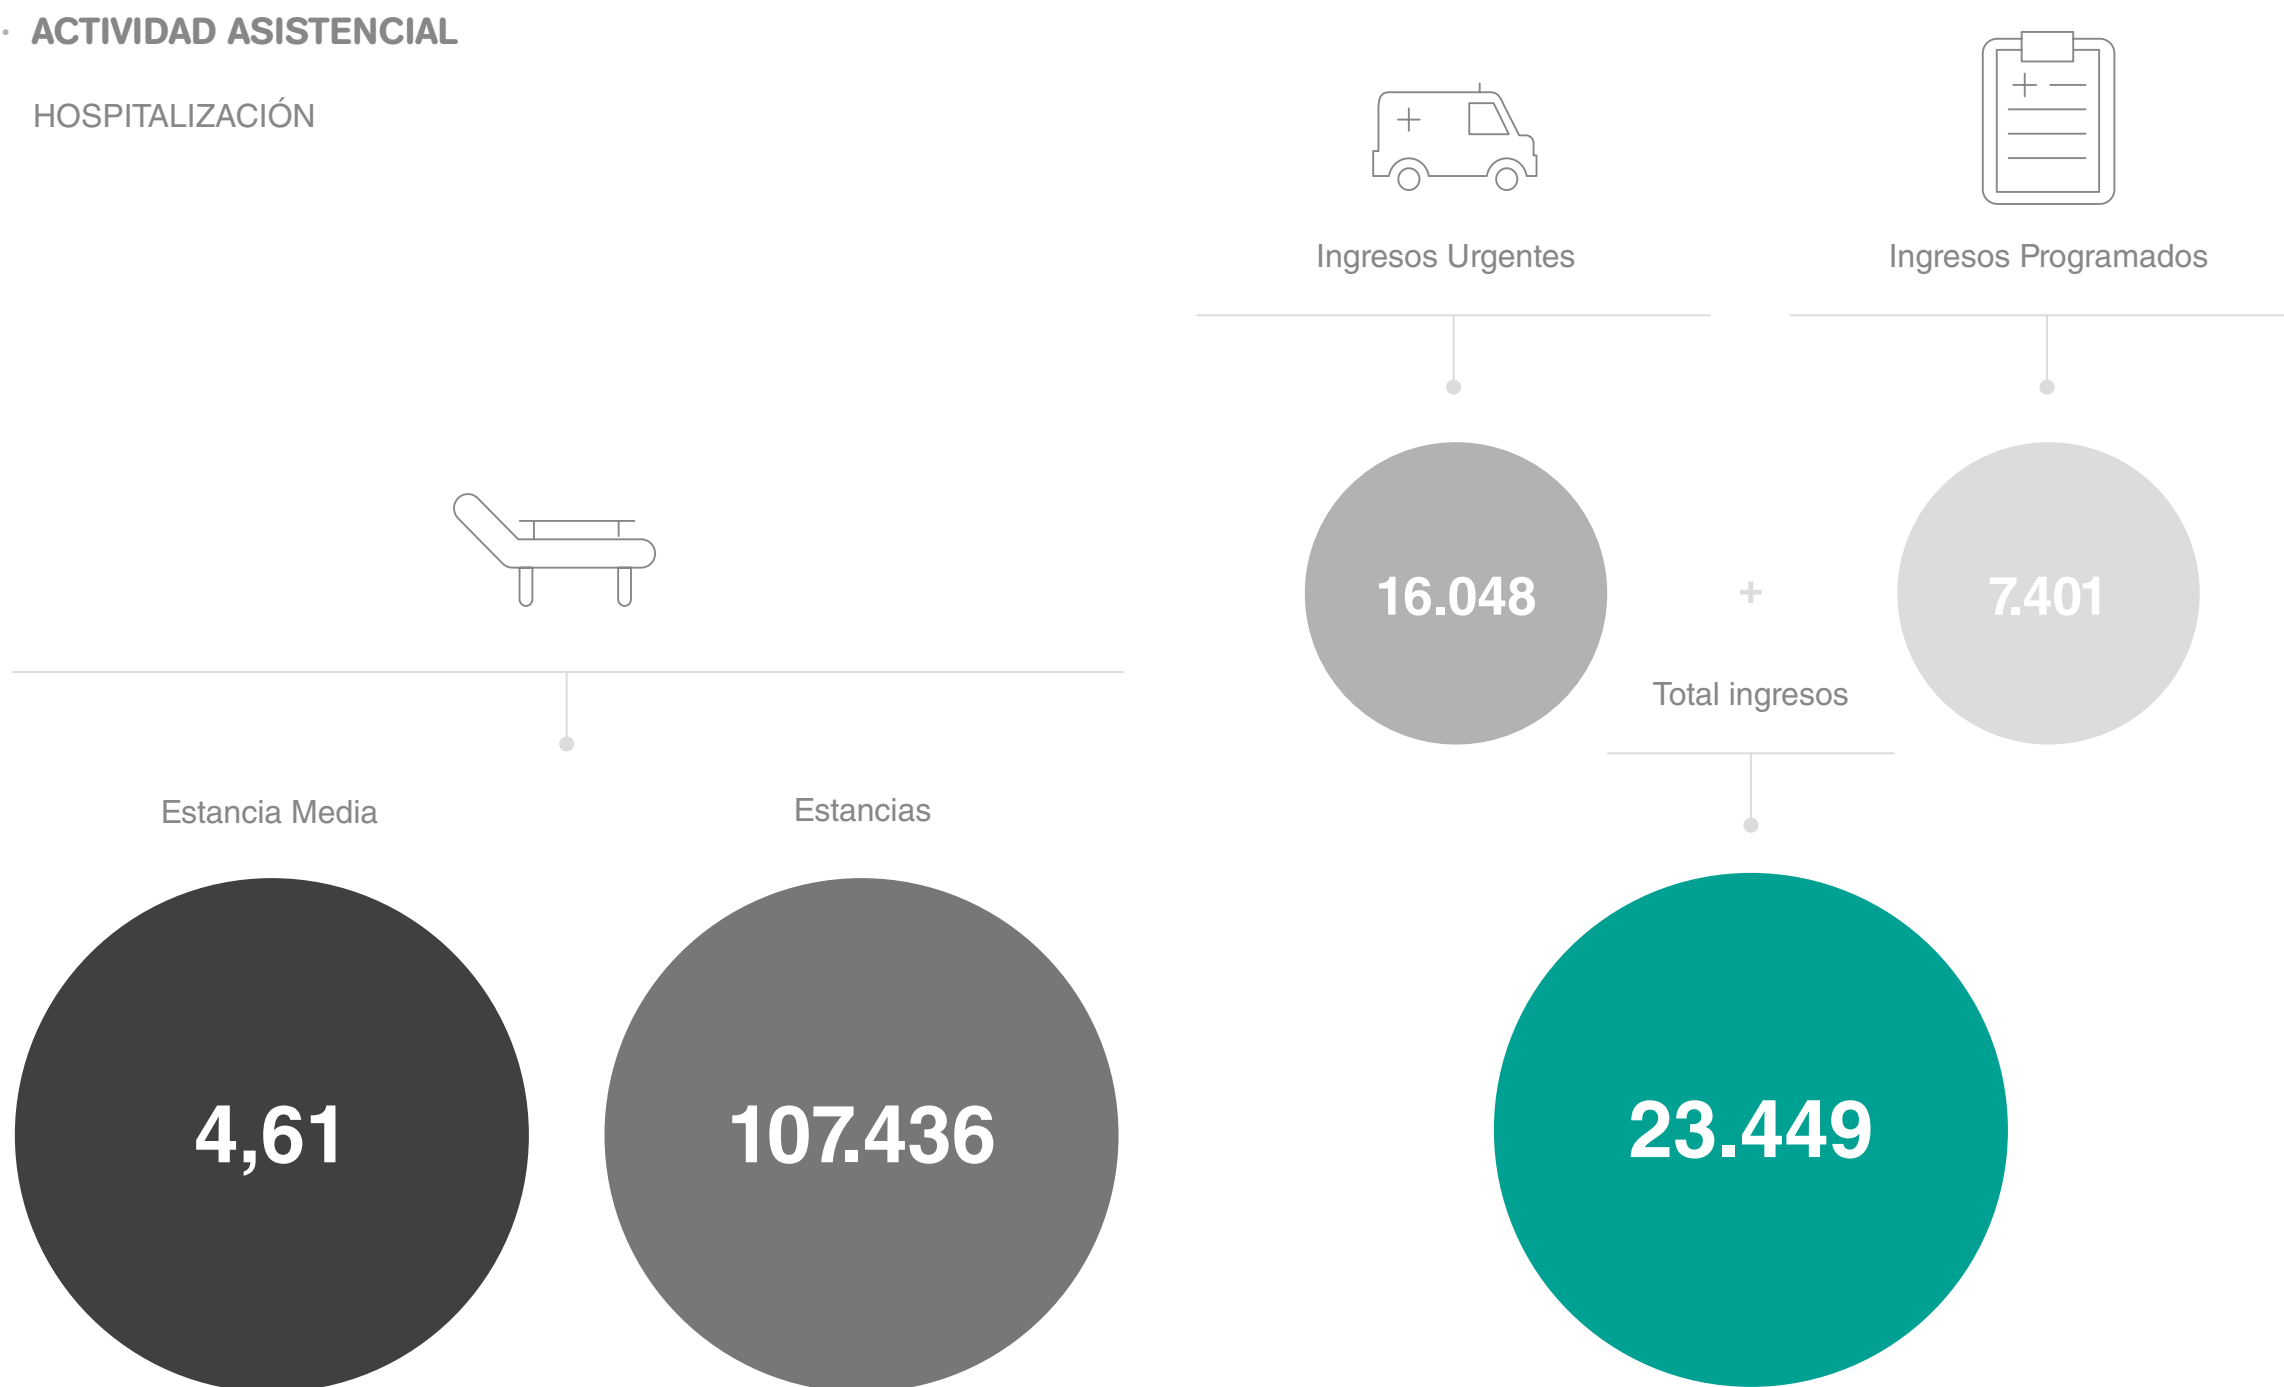 · ACTIVIDAD ASISTENCIAL
HOSPITALIZACIÓN
Ingresos Urgentes
Ingresos Programados
16.048
+
7.401
Total ingresos
Estancia Media
Estancias
4,61
107.436
23.449